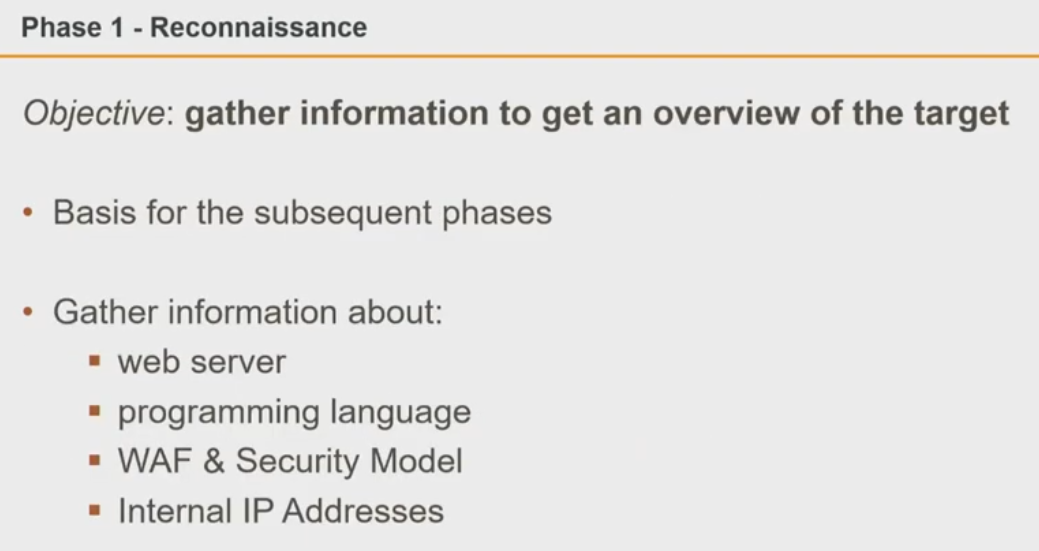 Phase 1 - Reconnaissance
Objective: gather information to get an overview of the target
• Basis for the subsequent phases
• Gather information about:
▪ web server
▪ programming language
▪ WAF & Security Model
▪ Internal IP Addresses